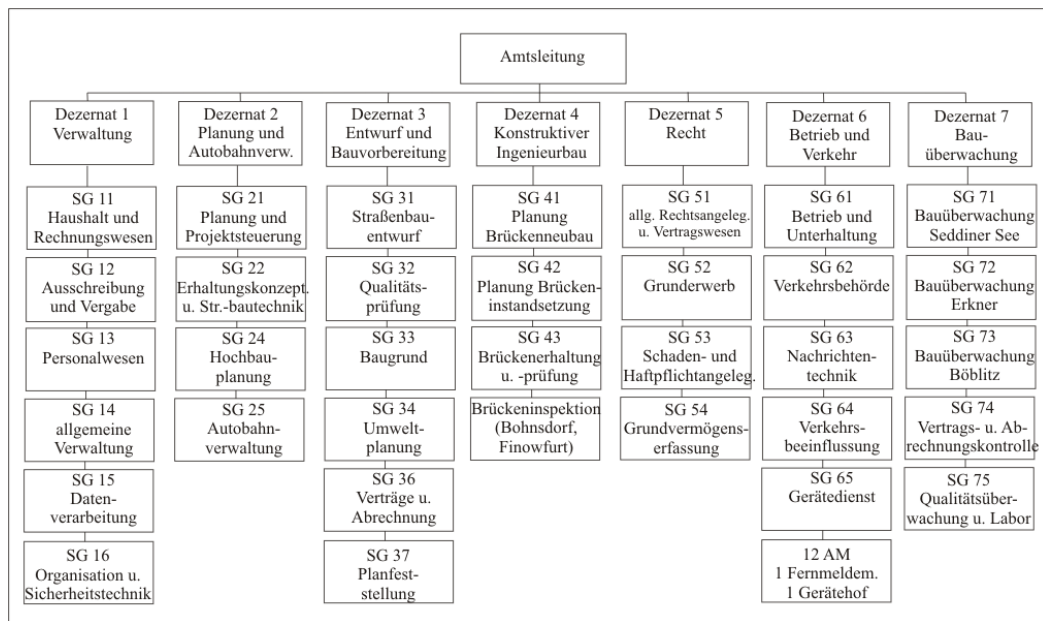 Amtsleitung
Dezernat 1
Verwaltung
SG 11
Haushalt und
Rechnungswesen
SG 12
Ausschreibung
und Vergabe
SG 13
Personalwesen
SG 14
allgemeine
Verwaltung
SG 15
Daten-
verarbeitung
SG 16
Organisation u.
Sicherheitstechnik
Dezernat 2
Planung und
Autobahnverw.
SG 21
Planung und
Projektsteuerung
SG 22
Erhaltungskonzept.
u. Str.-bautechnik
SG 24
Hochbau-
planung
SG 25
Autobahn-
verwaltung
Dezernat 3
Entwurf und
Bauvorbereitung
SG 31
Straßenbau-
entwurf
SG 32
Qualitäts-
prüfung
SG 33
Baugrund
SG 34
Umwelt-
planung
SG 36
Verträge u.
Abrechnung
SG 37
Planfest-
stellung
Dezernat 4
Konstruktiver
Ingenieurbau
SG 41
Planung
Brückenneubau
SG 42
Planung Brücken-
instandsetzung
SG 43
Brückenerhaltung
u. -prüfung
Brückeninspektion
(Bohnsdorf,
Finowfurt)
Dezernat 5
Recht
SG 51
allg. Rechtsangeleg.
u. Vertragswesen
SG 52
Grunderwerb
SG 53
Schaden- und
Haftpflichtangeleg.
SG 54
Grundvermögens-
erfassung
Dezernat 6
Betrieb und
Verkehr
SG 61
Betrieb und
Unterhaltung
SG 62
Verkehrsbehörde
SG 63
Nachrichten-
technik
SG 64
Verkehrs-
beeinflussung
SG 65
Gerätedienst
12 AM
1 Fernmeldem.
1 Gerätehof
Dezernat 7
Bau-
überwachung
SG 71
Bauüberwachung
Seddiner See
SG 72
Bauüberwachung
Erkner
SG 73
Bauüberwachung
Böblitz
SG 74
Vertrags- u. Ab-
rechnungskontrolle
SG 75
Qualitätsüber-
wachung u. Labor